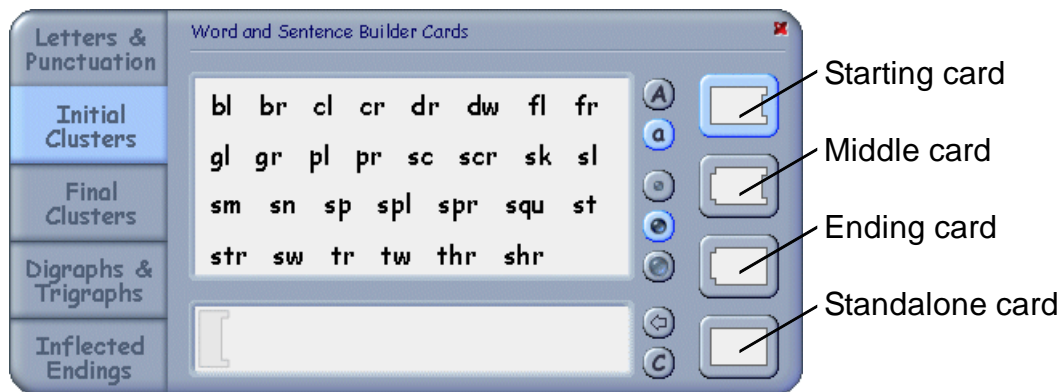 Word and Sentence Builder Cards
Letters &
Punctuation
Initial
Clusters
Final
Clusters
Digraphs &
Trigraphs
Inflected
Endings
bl br cl cr dr dw fl fr
gl gr pl pr sc scr sk sl
sm sn sp spl spr squ st
str sw tr tw thr shr
A
a
C
Starting card
Middle card
Ending card
Standalone card